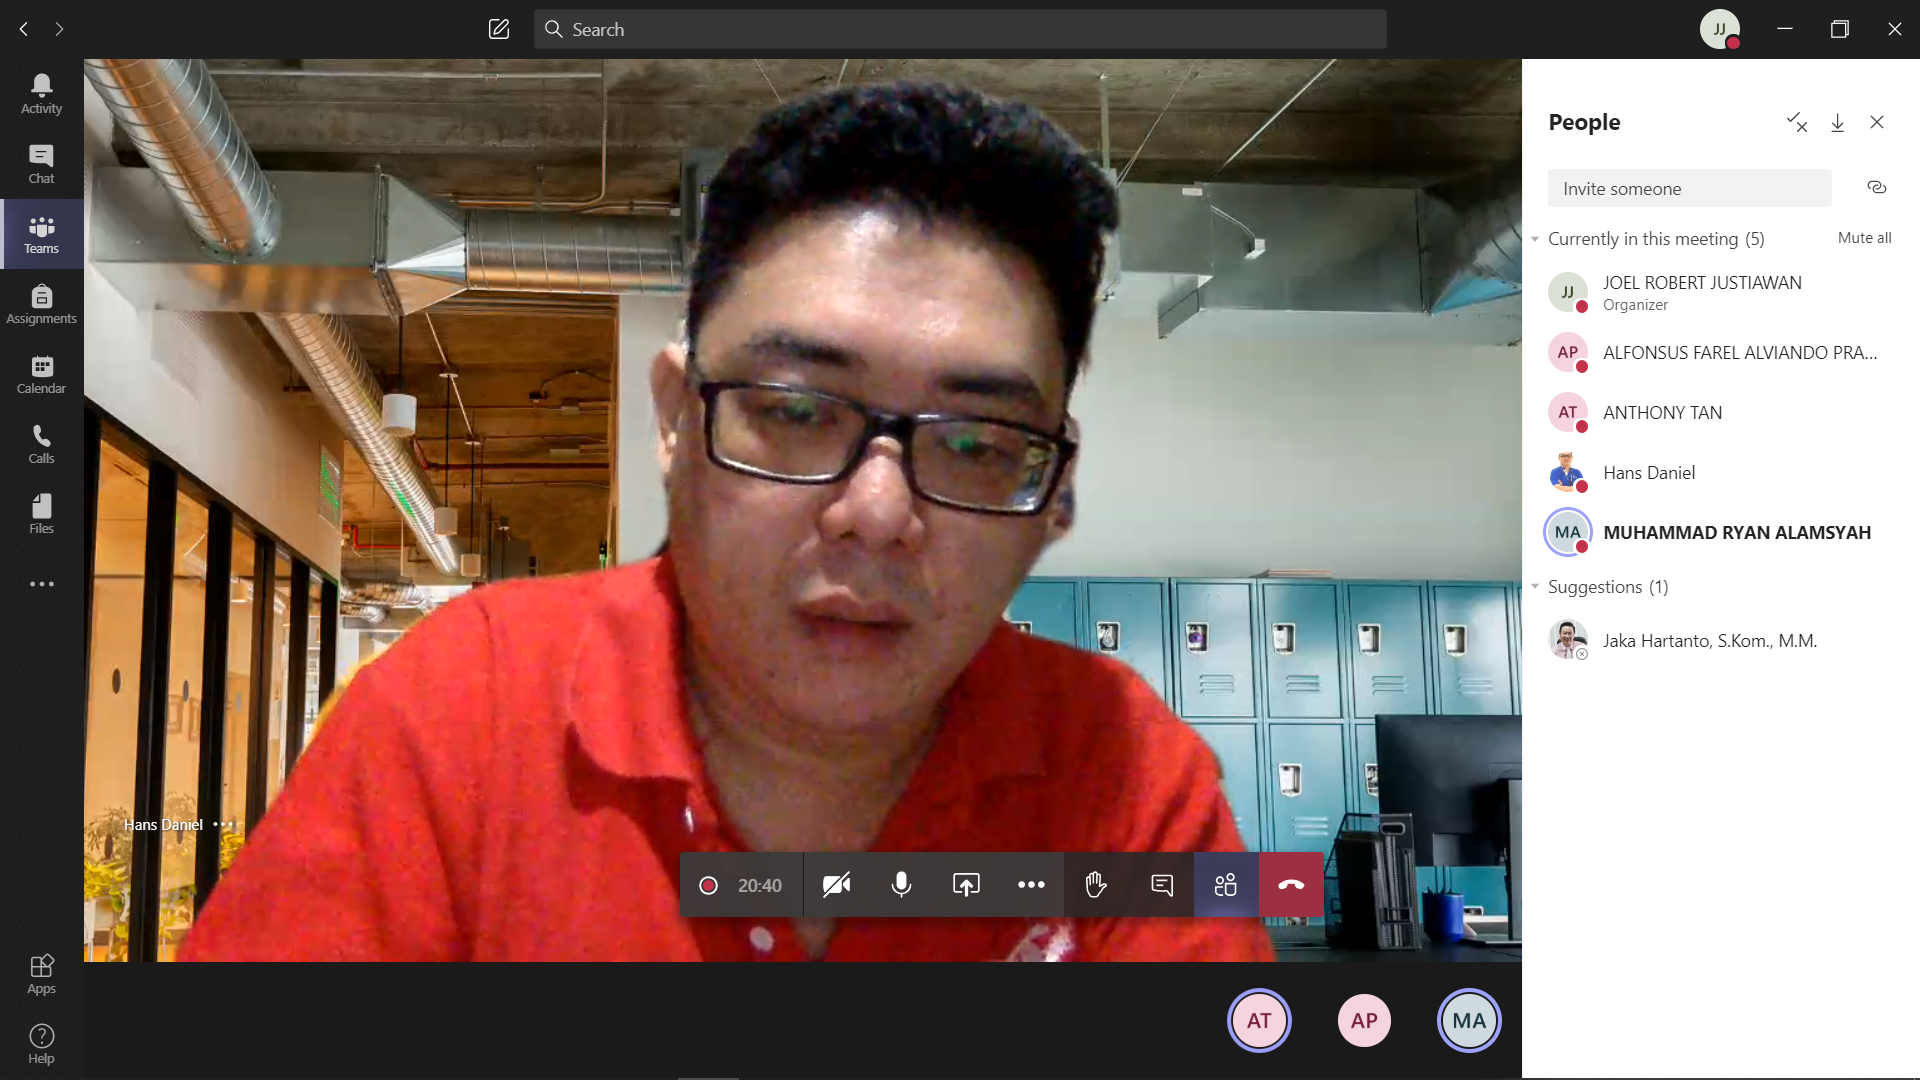 Search
JJ
Activity
Chat
Teams
Assignments
Calendar
Calls
Files
Apps
Help
Hans Daniel
20:40
AT
AP
MA
People
Invite someone
Currently in this meeting (5)
Mute all
JJ
JOEL ROBERT JUSTIAWAN
Organizer
AP
ALFONSUS FAREL ALVIANDO PRA...
AT
ANTHONY TAN
Hans Daniel
MA
MUHAMMAD RYAN ALAMSYAH
Suggestions (1)
Jaka Hartanto, S.Kom., M.M.